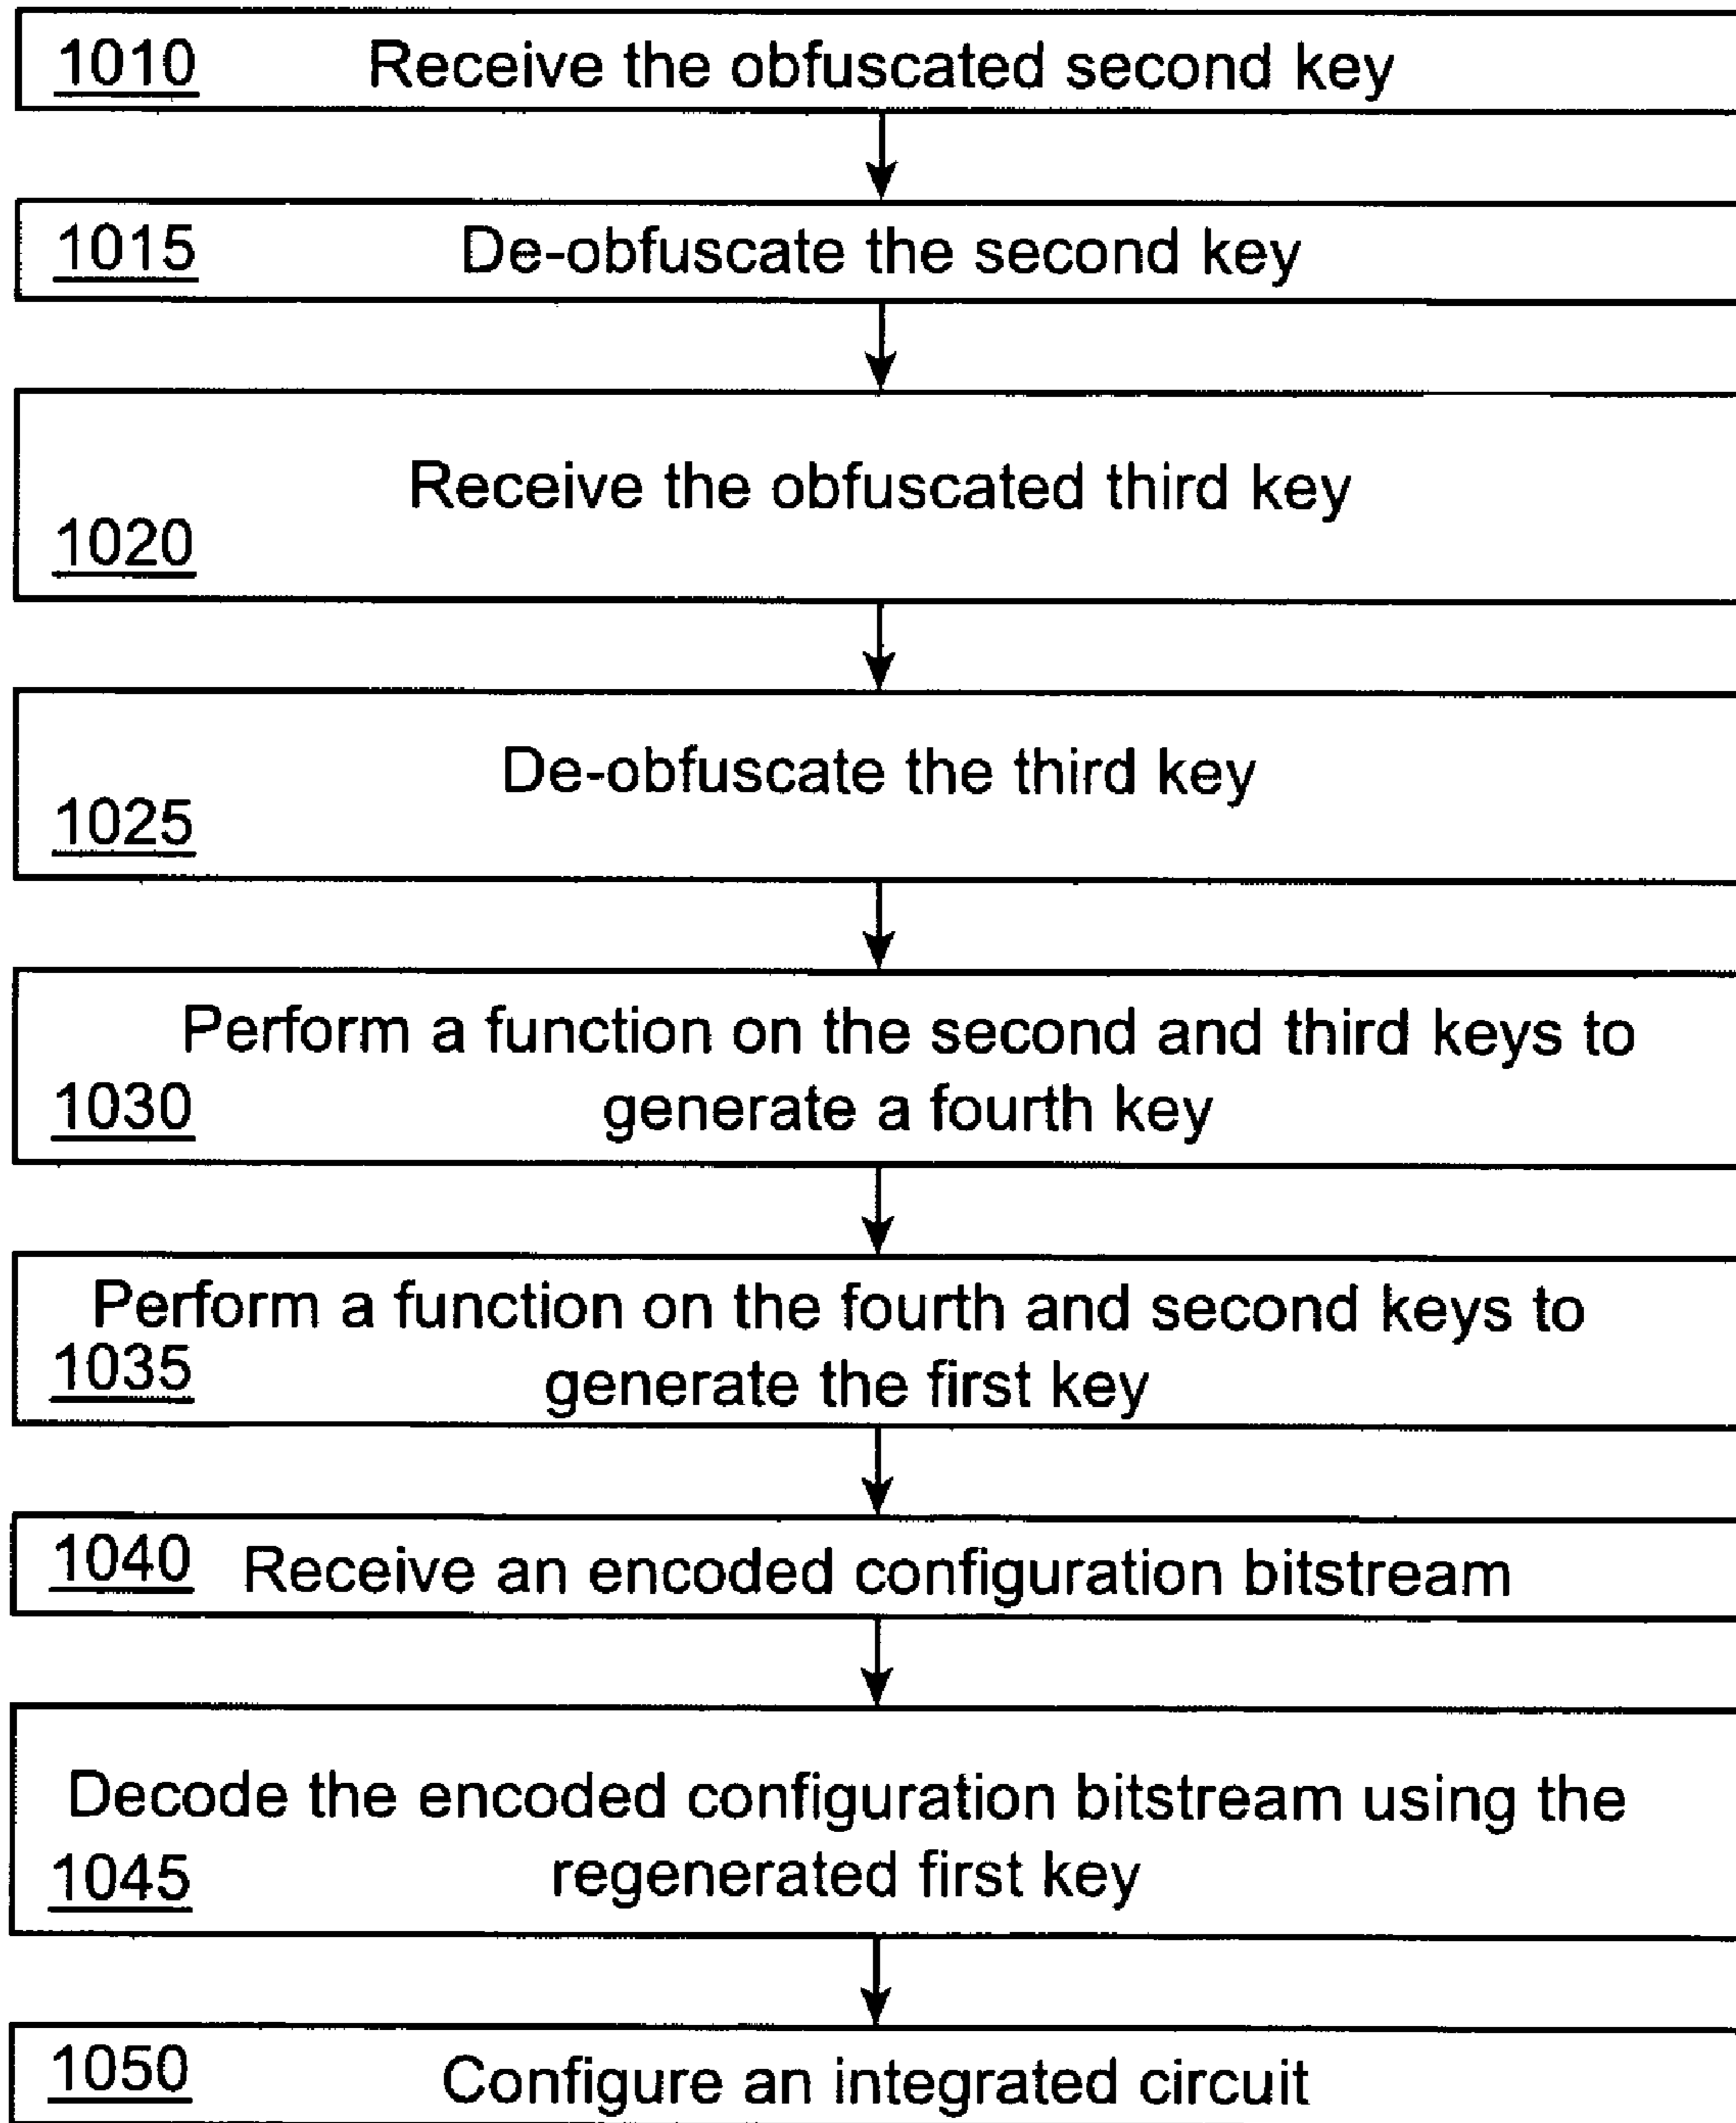 1010 Receive the obfuscated second key
1015 De-obfuscate the second key
Receive the obfuscated third key
1020
De-obfuscate the third key
1025
Perform a function on the second and third keys to
1030 generate a fourth key
Perform a function on the fourth and second keys to
1035 generate the first key
1040 Receive an encoded configuration bitstream
Decode the encoded configuration bitstream using the
1045 regenerated first key
1050 Configure an integrated circuit